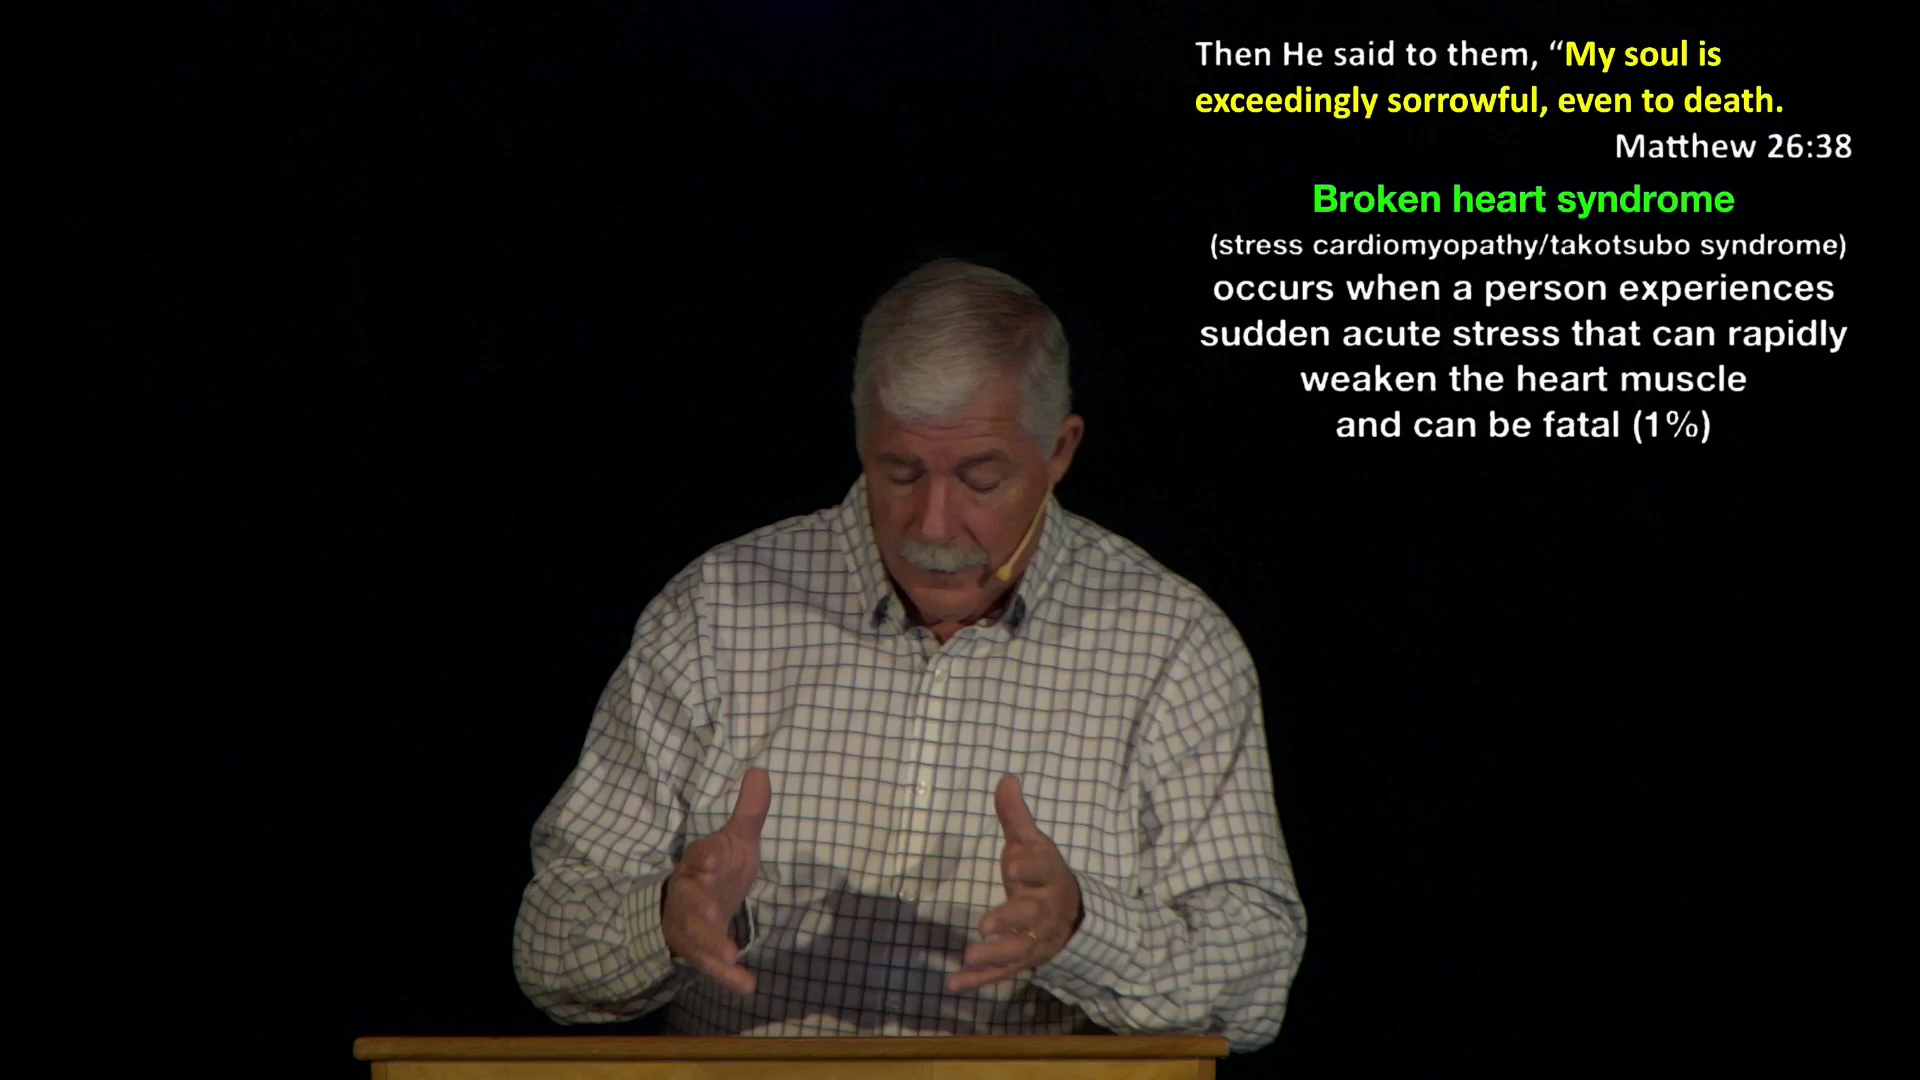 Then He said to them, “My soul is
exceedingly sorrowful, even to death.
Matthew 26:38
Broken heart syndrome
(stress cardiomyopathy/takotsubo syndrome)
occurs when a person experiences
sudden acute stress that can rapidly
weaken the heart muscle
and can be fatal (1%)